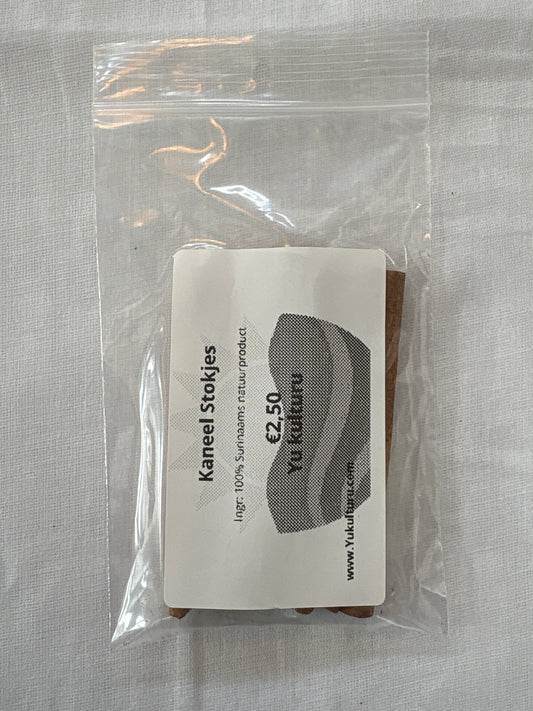 Kaneel Stokjes
Ingr: 100% Surinaams natuurproduct
€2,50
Yu kulturu
www.Yukulturu.com